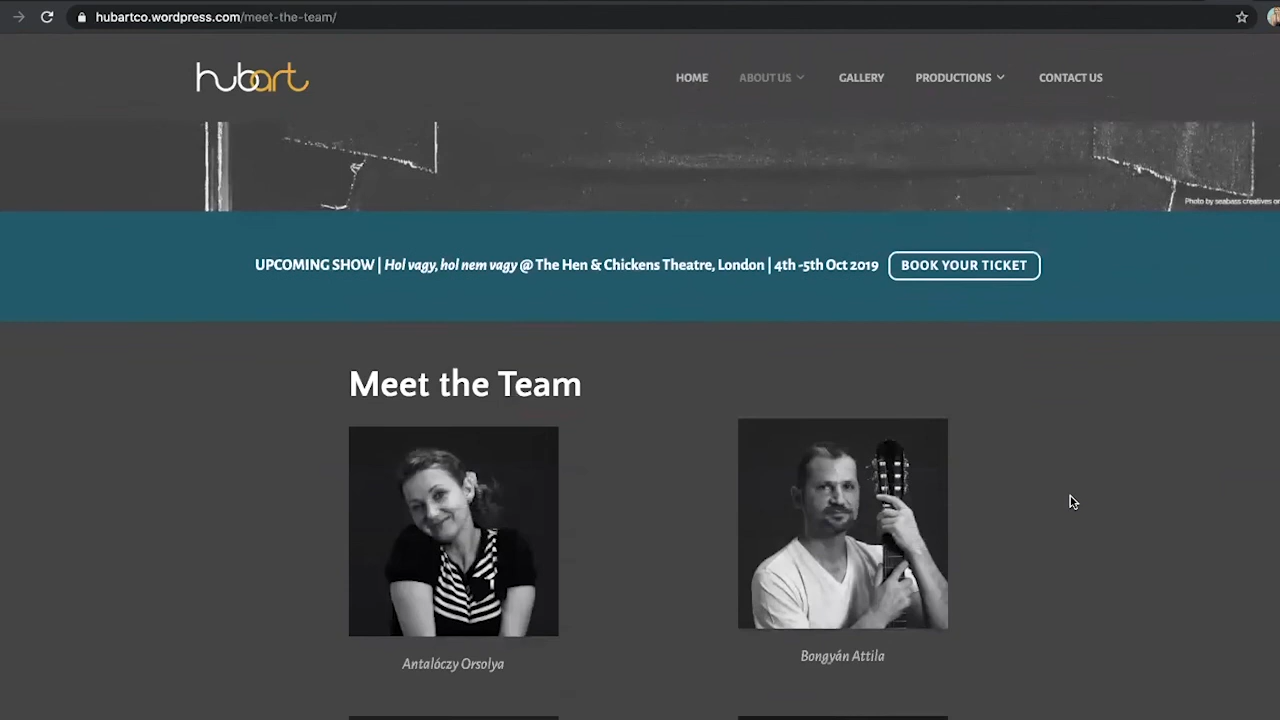 hubartco.wordpress.com/meet-the-team/
hubart
HOME ABOUT US GALLERY PRODUCTIONS CONTACT US
Photo by seabass creatives
UPCOMING SHOW | Hol vagy, hol nem vagy @ The Hen & Chickens Theatre, London | 4th -5th Oct 2019 BOOK YOUR TICKET
Meet the Team
Antalóczy Orsolya
Bongyán Attila